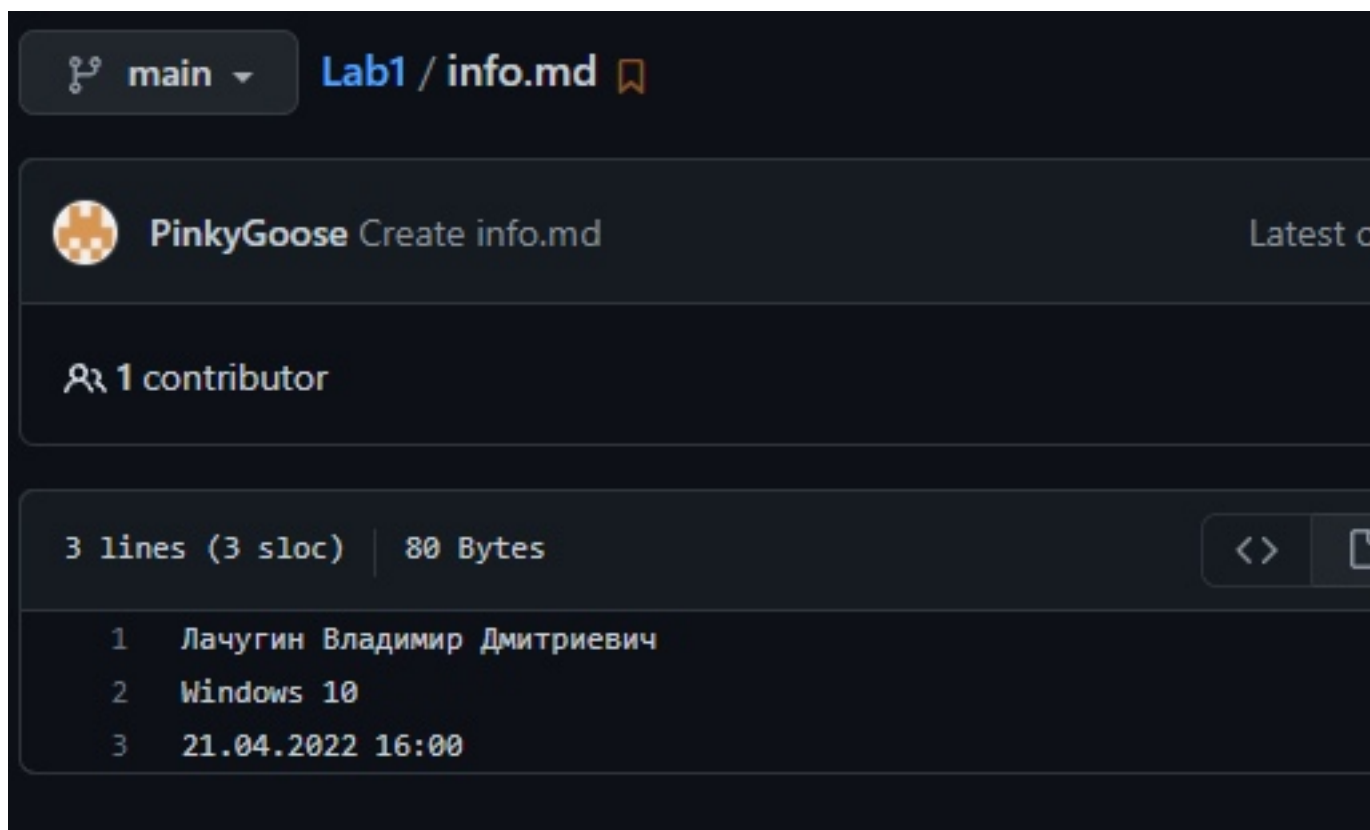 main Lab1 / info.md
PinkyGoose Create info.md Latest
1 contributor
3 lines (3 sloc) 80 Bytes <>
1 Лачугин Владимир Дмитриевич
2 Windows 10
3 21.04.2022 16:00